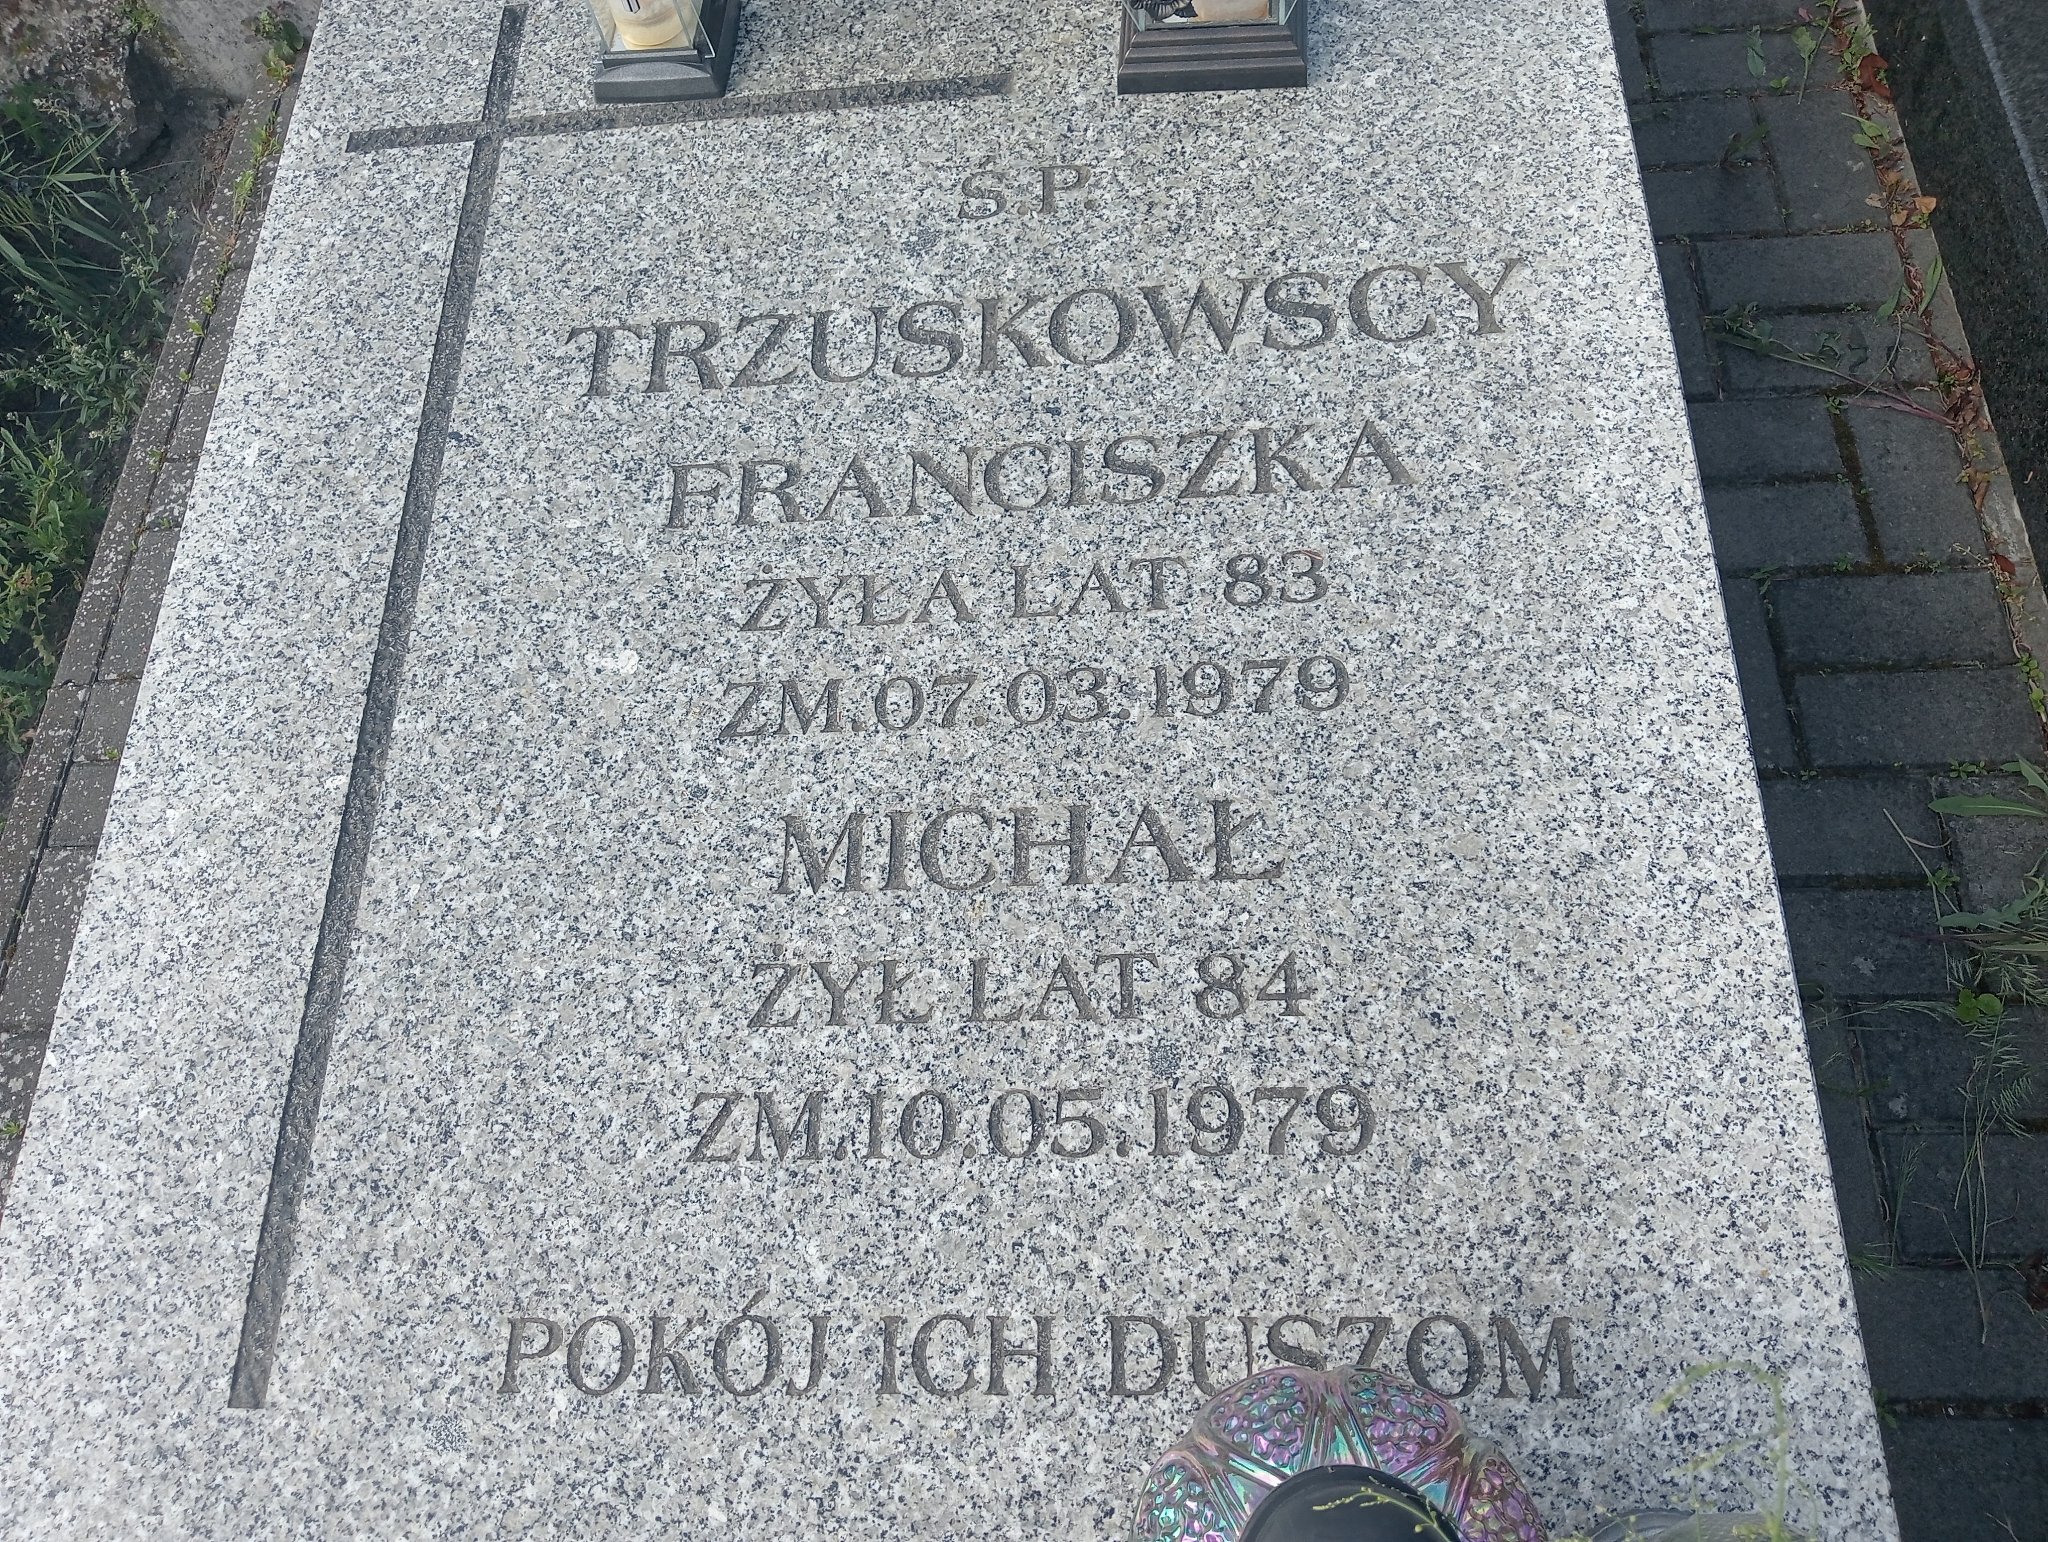 Ś.P.
TRZUSKOWSCY
FRANCISZKA
ŻYŁA LAT 83
ZM.07.03.1979
MICHAŁ
ŻYŁ LAT 84
ZM.10.05.1979
POKÓJ ICH DUSZOM